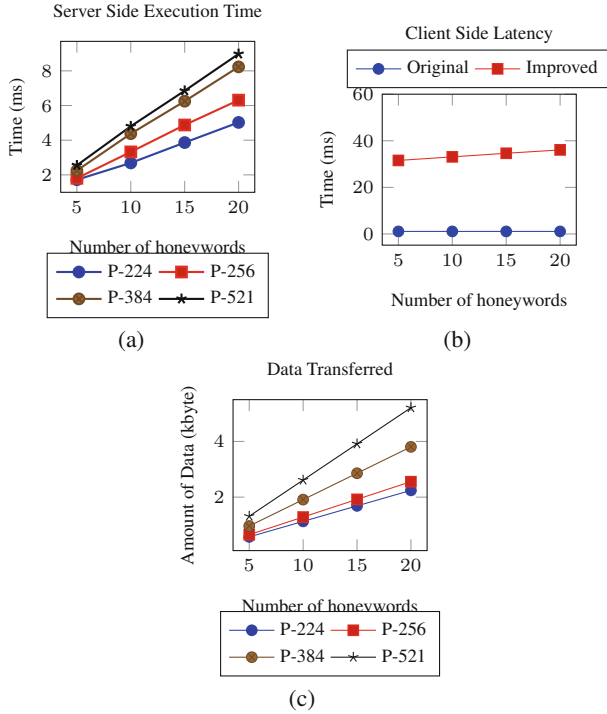 Server Side Execution Time
8
6
4
2
Time (ms)
5 10 15 20
Number of honeywords
P-224 P-256
P-384 P-521
(a)
Client Side Latency
Original Improved
60
40
20
0
Time (ms)
5 10 15 20
Number of honeywords
(b)
Data Transferred
4
2
Amount of Data (kbyte)
5 10 15 20
Number of honeywords
P-224 P-256
P-384 P-521
(c)